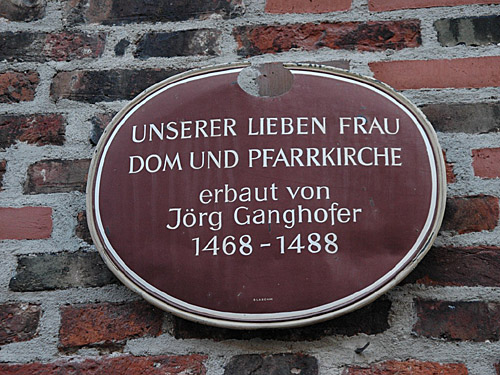 UNSERER LIEBEN FRAU
DOM UND PFARRKIRCHE
erbaut von
Jörg Ganghofer
1468-1488